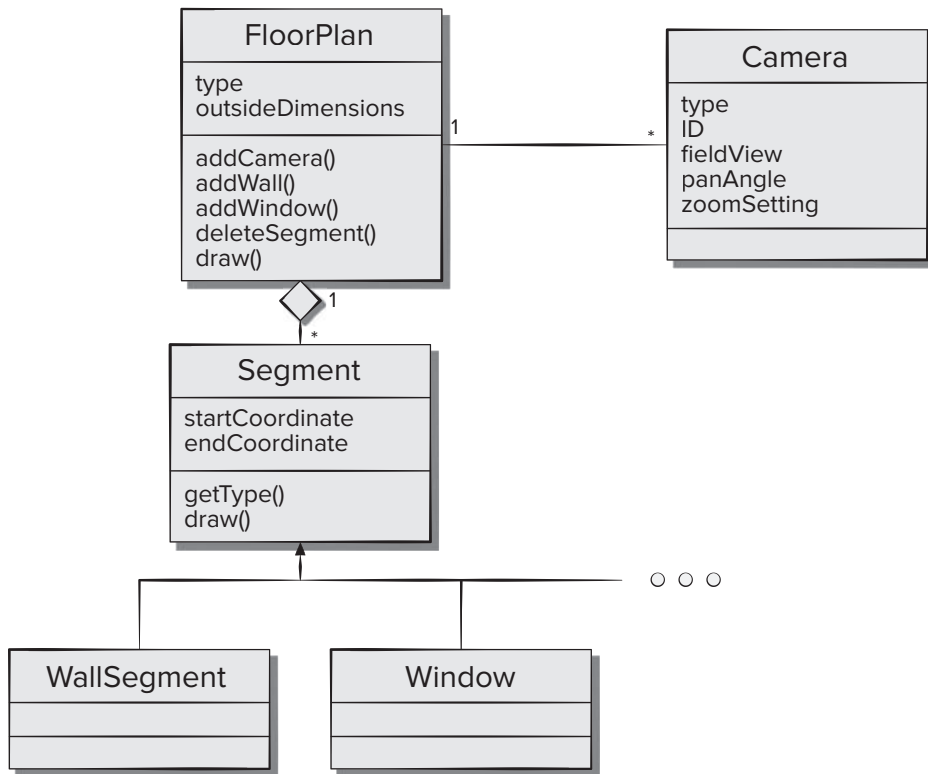 FloorPlan
type
outsideDimensions
addCamera()
addWall()
addWindow()
deleteSegment()
draw()
1
*
Camera
type
ID
fieldView
panAngle
zoomSetting
1
*
Segment
startCoordinate
endCoordinate
getType()
draw()
WallSegment
Window